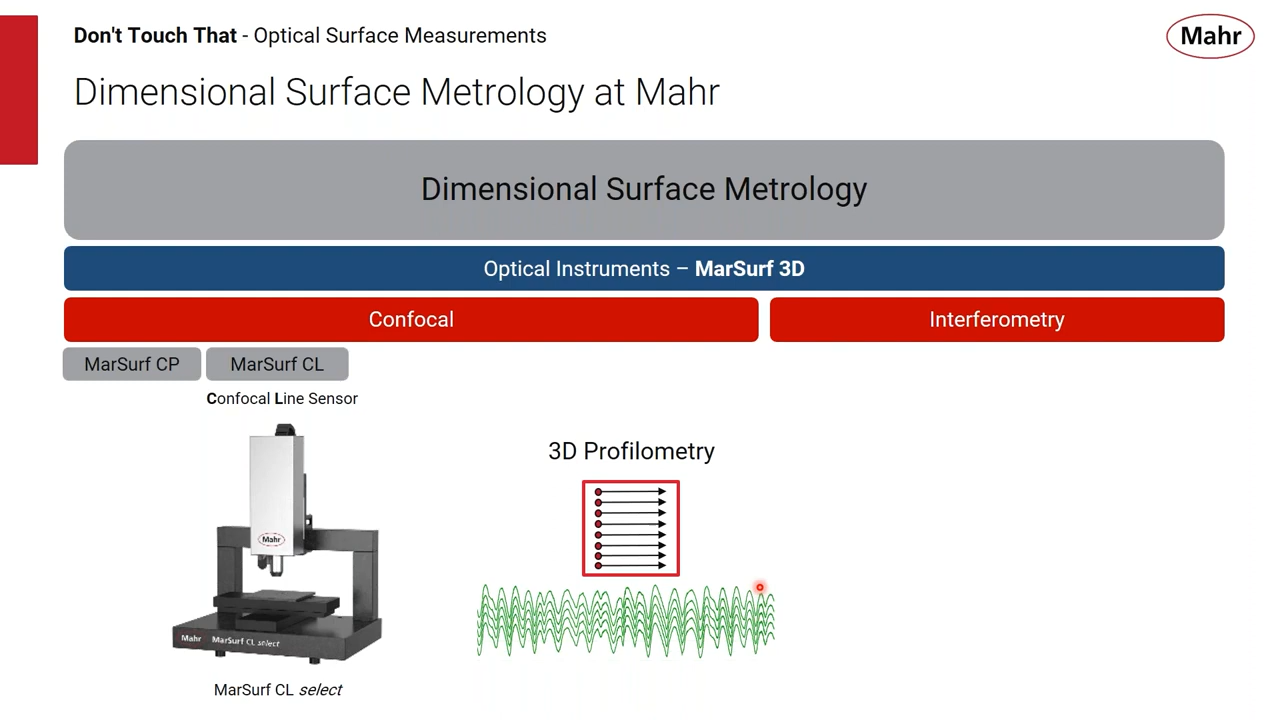 Don't Touch That - Optical Surface Measurements
Mahr
Dimensional Surface Metrology at Mahr
Dimensional Surface Metrology
Optical Instruments – MarSurf 3D
Confocal
Interferometry
MarSurf CP
MarSurf CL
Confocal Line Sensor
3D Profilometry
Mahr
Mahr MarSurf CL select
MarSurf CL select